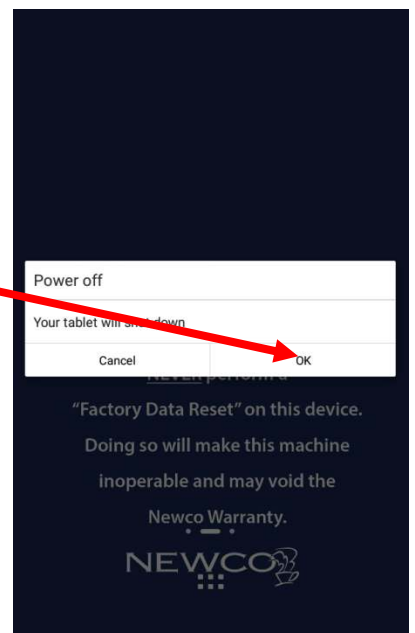 Power off
Your tablet will shut down
Cancel OK
NEVER perform a
“Factory Data Reset” on this device.
Doing so will make this machine
inoperable and may void the
Newco Warranty.
NEWCO